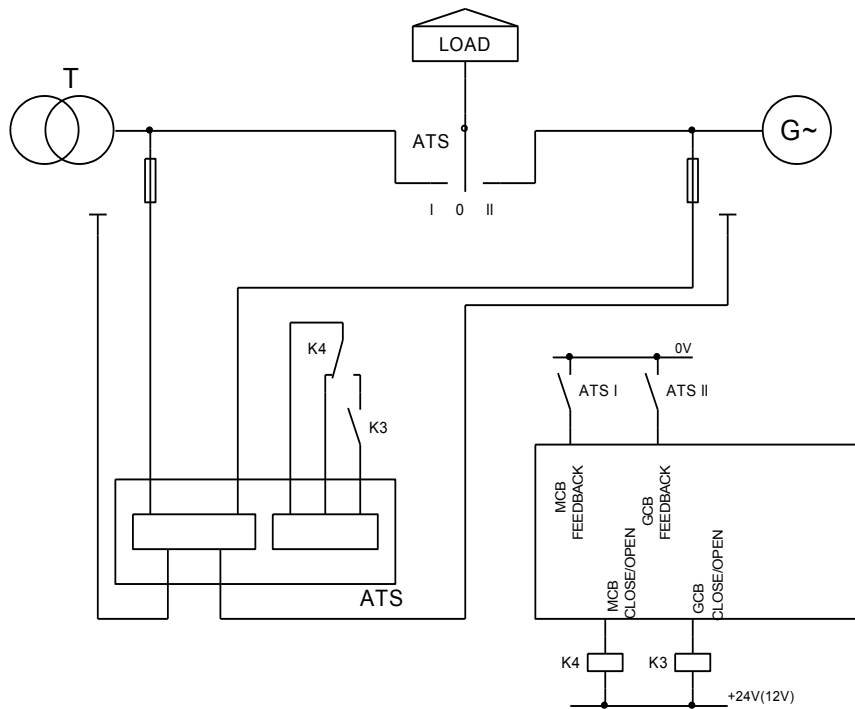 LOAD
T
ATS
G~
I 0 II
K4
K3
0V
ATS I
ATS II
MCB
FEEDBACK
GCB
FEEDBACK
ATS
MCB
CLOSE/OPEN
GCB
CLOSE/OPEN
K4
K3
+24V(12V)